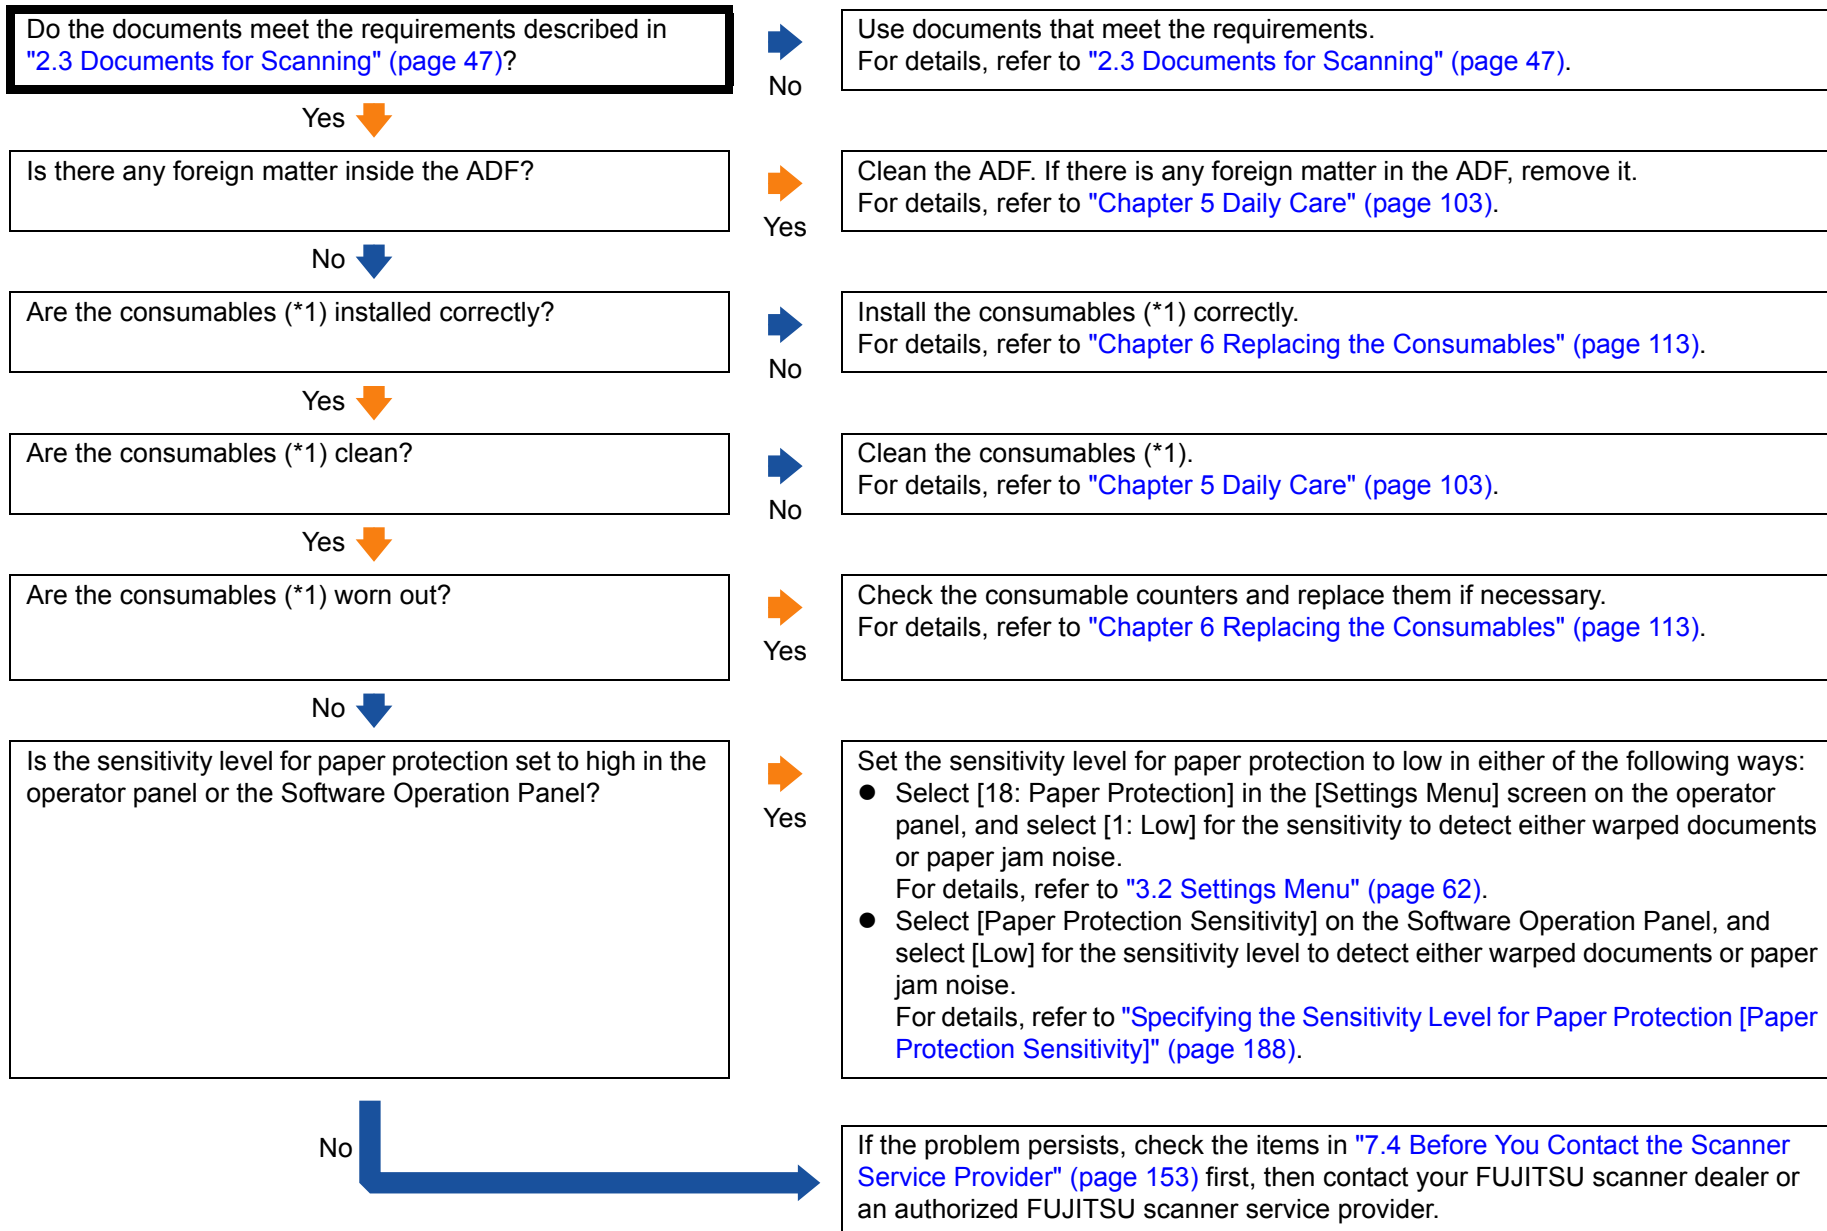 Do the documents meet the requirements described in
"2.3 Documents for Scanning" (page 47)?
No
Use documents that meet the requirements.
For details, refer to "2.3 Documents for Scanning" (page 47).
Yes
Is there any foreign matter inside the ADF?
Yes
Clean the ADF. If there is any foreign matter in the ADF, remove it.
For details, refer to "Chapter 5 Daily Care" (page 103).
No
Are the consumables (*1) installed correctly?
No
Install the consumables (*1) correctly.
For details, refer to "Chapter 6 Replacing the Consumables" (page 113).
Yes
Are the consumables (*1) clean?
No
Clean the consumables (*1).
For details, refer to "Chapter 5 Daily Care" (page 103).
Yes
Are the consumables (*1) worn out?
Yes
Check the consumable counters and replace them if necessary.
For details, refer to "Chapter 6 Replacing the Consumables" (page 113).
No
Is the sensitivity level for paper protection set to high in the
operator panel or the Software Operation Panel?
Yes
Set the sensitivity level for paper protection to low in either of the following ways:
● Select [18: Paper Protection] in the [Settings Menu] screen on the operator
panel, and select [1: Low] for the sensitivity to detect either warped documents
or paper jam noise.
For details, refer to "3.2 Settings Menu" (page 62).
● Select [Paper Protection Sensitivity] on the Software Operation Panel, and
select [Low] for the sensitivity level to detect either warped documents or paper
jam noise.
For details, refer to "Specifying the Sensitivity Level for Paper Protection [Paper
Protection Sensitivity]" (page 188).
No
If the problem persists, check the items in "7.4 Before You Contact the Scanner
Service Provider" (page 153) first, then contact your FUJITSU scanner dealer or
an authorized FUJITSU scanner service provider.